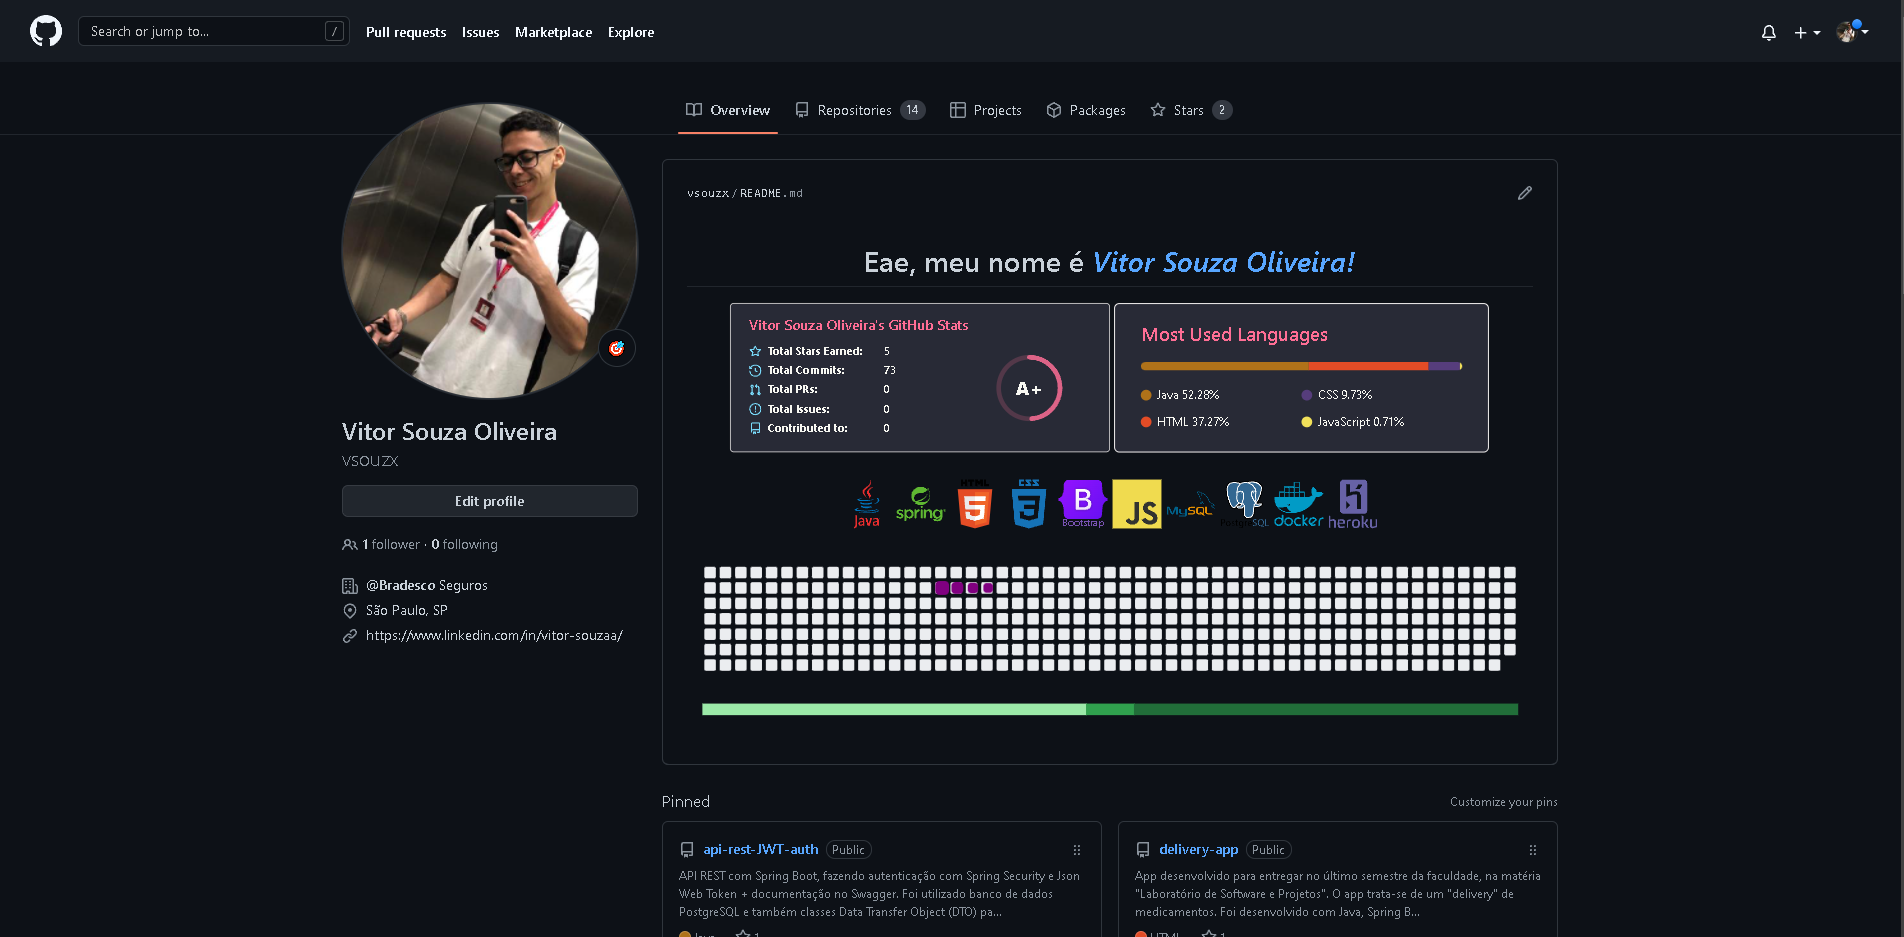 Search or jump to...
/
Pull requests
Issues
Marketplace
Explore
Overview
Repositories 14
Projects
Packages
Stars 2
Vitor Souza Oliveira
vsouzx
Edit profile
1 follower · 0 following
@Bradesco Seguros
São Paulo, SP
https://www.linkedin.com/in/vitor-souzaa/
vsouzx/README.md
Eae, meu nome é Vitor Souza Oliveira!
Vitor Souza Oliveira's GitHub Stats
Total Stars Earned: 5
Total Commits: 73
Total PRs: 0
Total Issues: 0
Contributed to: 0
A+
Most Used Languages
Java 52.28%
CSS 9.73%
HTML 37.27%
JavaScript 0.71%
Java
spring
HTML 5
CSS 3
B Bootstrap
JS
MySQL
PostgreSQL
docker
heroku
Pinned
Customize your pins
api-rest-JWT-auth Public
API REST com Spring Boot, fazendo autenticação com Spring Security e Json
Web Token + documentação no Swagger. Foi utilizado banco de dados
PostgreSQL e também classes Data Transfer Object (DTO) pa...
Java 1
delivery-app Public
App desenvolvido para entregar no último semestre da faculdade, na matéria
"Laboratório de Software e Projetos". O app trata-se de um "delivery" de
medicamentos. Foi desenvolvido com Java, Spring B...
HTML 1